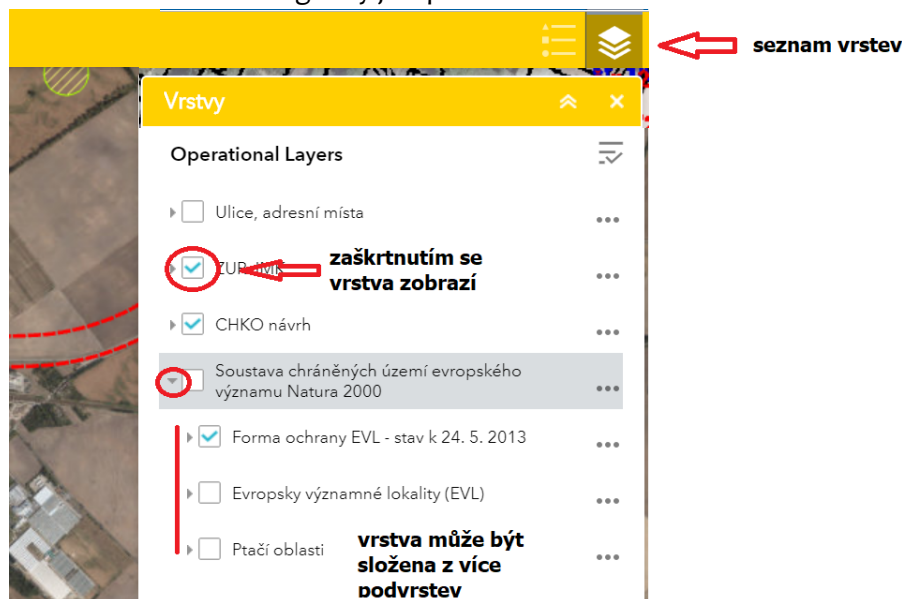 seznam vrstev
Vrstvy
Operational Layers
Ulice, adresní místa
zaškrtnutím se
vrstva zobrazí
CHKO návrh
Soustava chráněných území evropského
významu Natura 2000
Forma ochrany EVL - stav k 24. 5. 2013
Evropsky významné lokality (EVL)
Ptačí oblasti
vrstva může být
složena z více
podvrstev